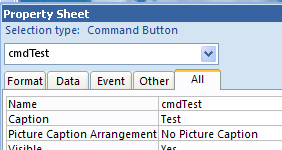 Property Sheet
Selection type: Command Button
cmdTest
Format Data Event Other All
Name cmdTest
Caption Test
Picture Caption Arrangement No Picture Caption
Visible Yes